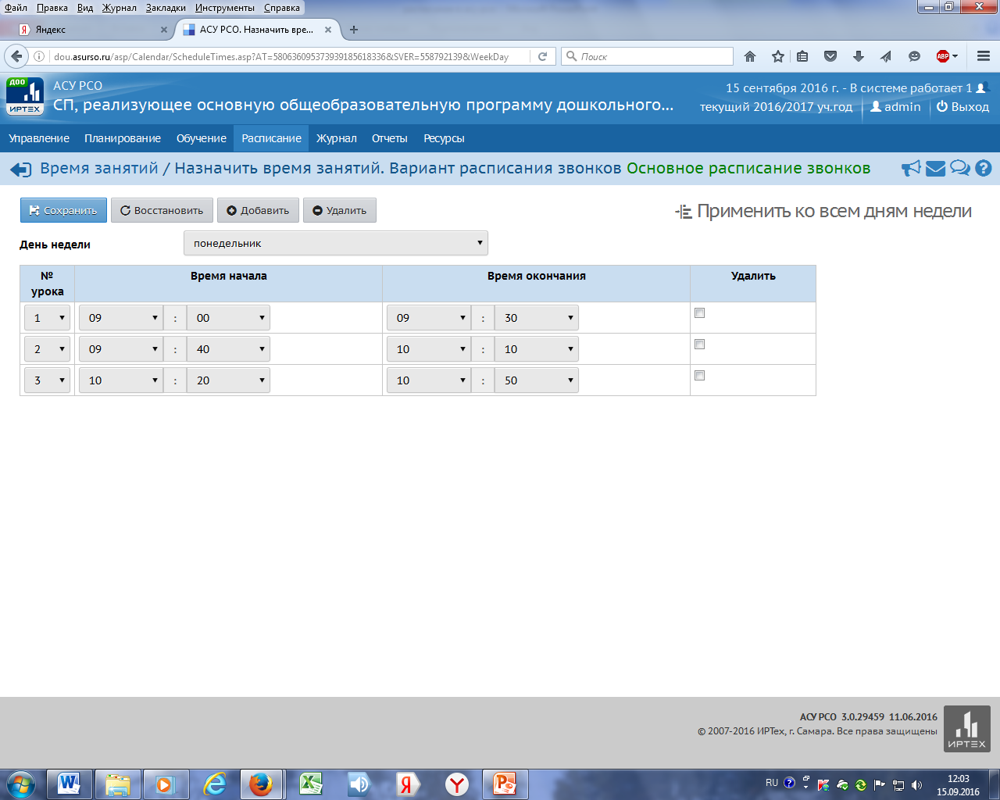 Файл Правка Вид Журнал Закладки Инструменты Справка
Яндекс
АСУ РСО. Назначить вре...
dou.asurso.ru/asp/Calendar/ScheduleTimes.asp?AT=580636095373939185618336&SVER=558792139&WeekDay
Поиск
ABP
ДОО
ИРТЕХ
АСУ РСО
СП, реализующее основную общеобразовательную программу дошкольного...
15 сентября 2016 г. - В системе работает 1
текущий 2016/2017 уч.год admin Выход
Управление Планирование Обучение Расписание Журнал Отчеты Ресурсы
Время занятий / Назначить время занятий. Вариант расписания звонков Основное расписание звонков
Сохранить Восстановить Добавить Удалить
Применить ко всем дням недели
День недели понедельник
№ урока Время начала Время окончания Удалить
1 09 : 00 09 : 30
2 09 : 40 10 : 10
3 10 : 20 10 : 50
АСУ РСО 3.0.29459 11.06.2016
© 2007-2016 ИРТех, г. Самара. Все права защищены
ИРТЕХ
RU
12:03
15.09.2016